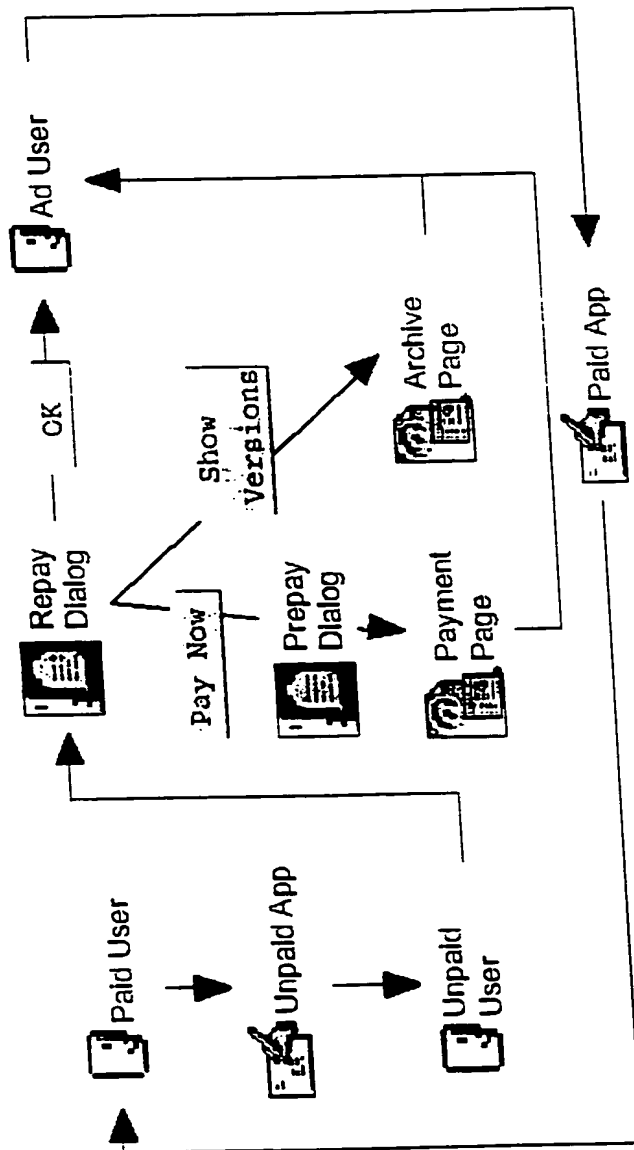 Paid User
Unpaid App
Unpaid
User
Repay
Dialog
Pay Now
Prepay
Dialog
Payment
Page
OK
Show
Versions
Archive
Page
Ad User
Paid App